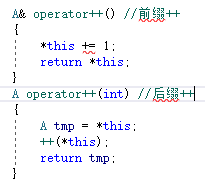 A& operator++() //前缀++
{
    *this += 1;
    return *this;
}
A operator++(int) //后缀++
{
    A tmp = *this;
    ++(*this);
    return tmp;
}